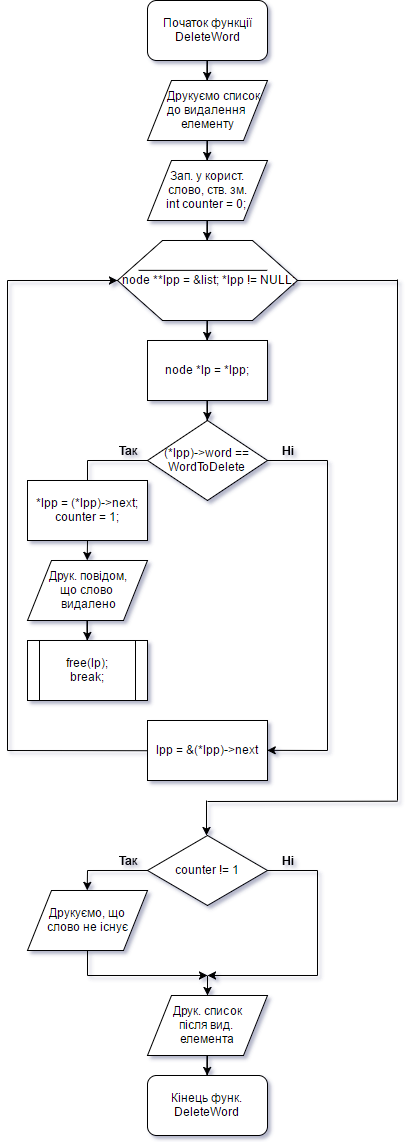 Початок функції
DeleteWord
Друкуємо список
до видалення
елементу
Зап. у корист.
слово, ств. зм.
int counter = 0;
node **lpp = &list; *lpp != NULL
node *lp = *lpp;
Так
(*lpp)->word ==
WordToDelete
Ні
*lpp = (*lpp)->next;
counter = 1;
Друк. повідом,
що слово
видалено
free(lp);
break;
lpp = &(*lpp)->next
Так
counter != 1
Ні
Друкуємо, що
слово не існує
Друк. список
після вид.
елемента
Кінець функ.
DeleteWord